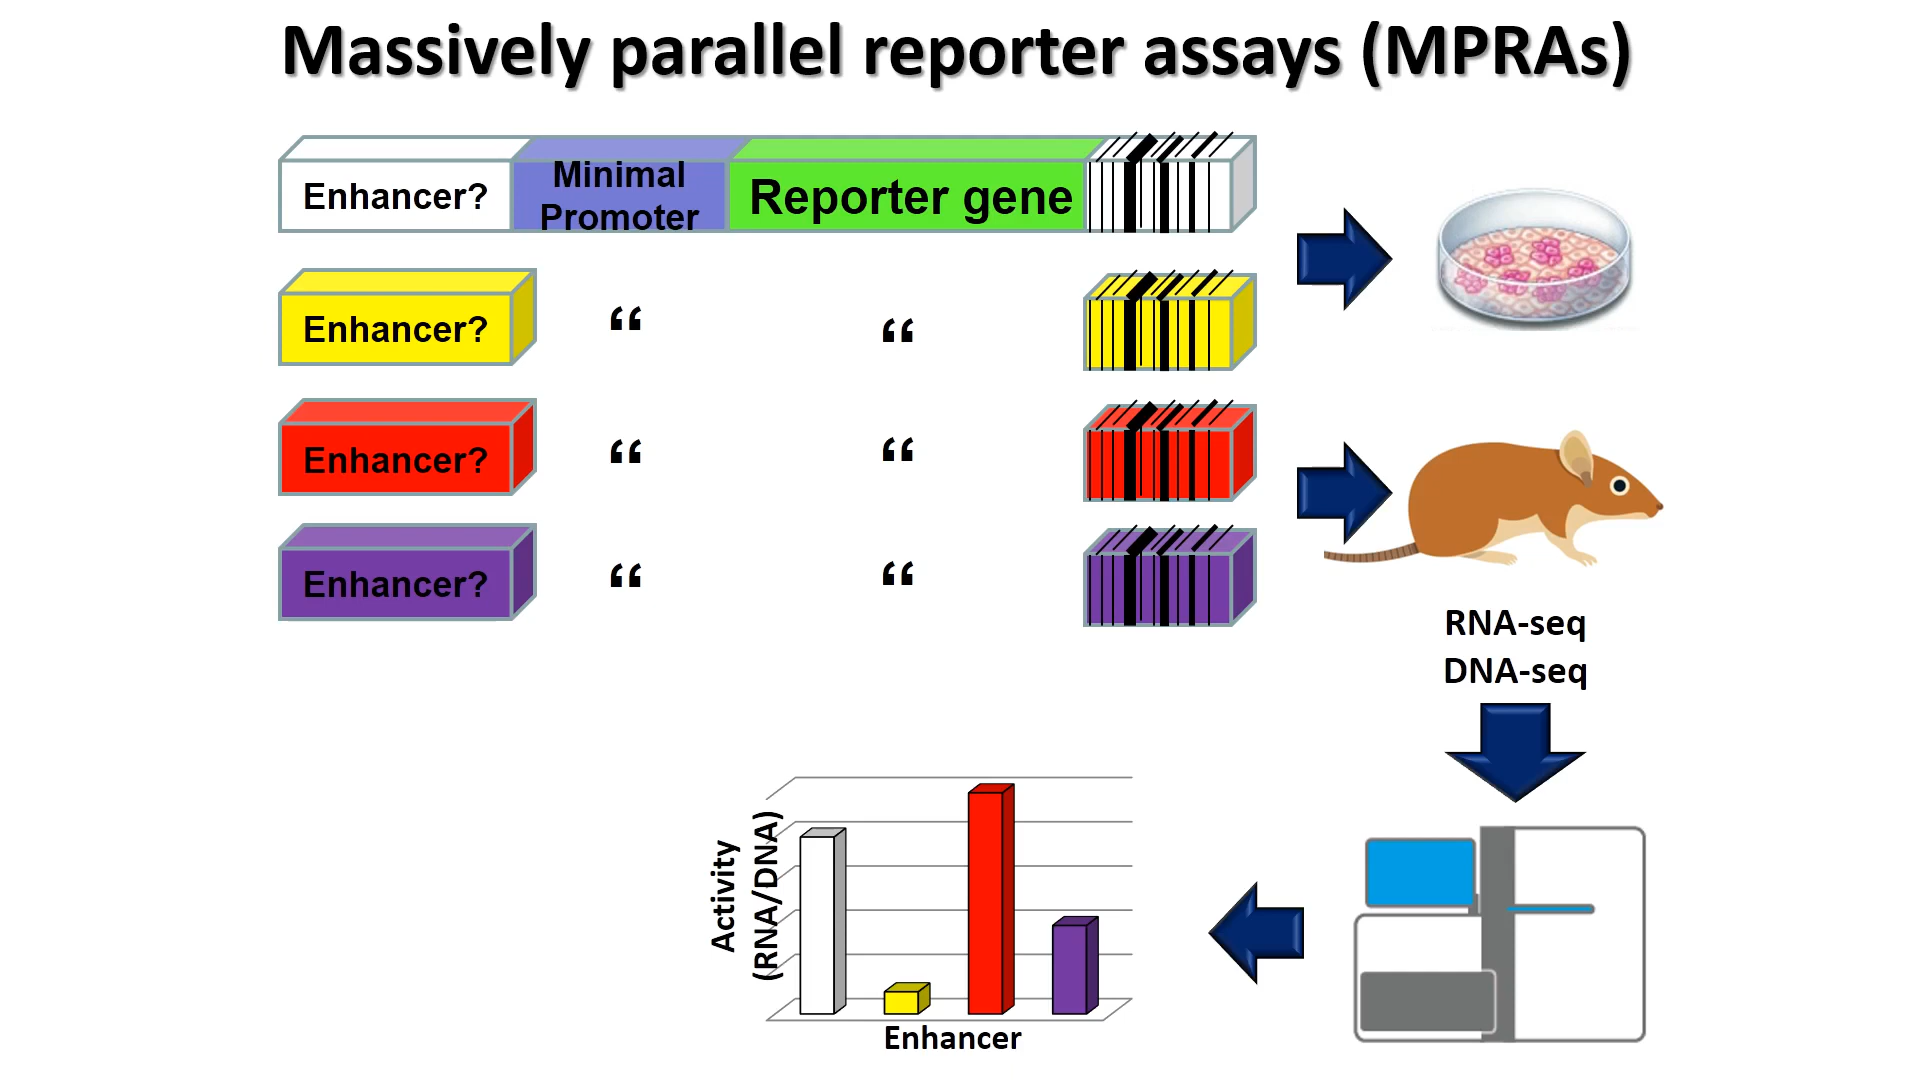 Massively parallel reporter assays (MPRAs)
Enhancer?
Minimal
Promoter
Reporter gene
Enhancer?
“
“
Enhancer?
“
“
Enhancer?
“
“
RNA-seq
DNA-seq
Activity
(RNA/DNA)
Enhancer